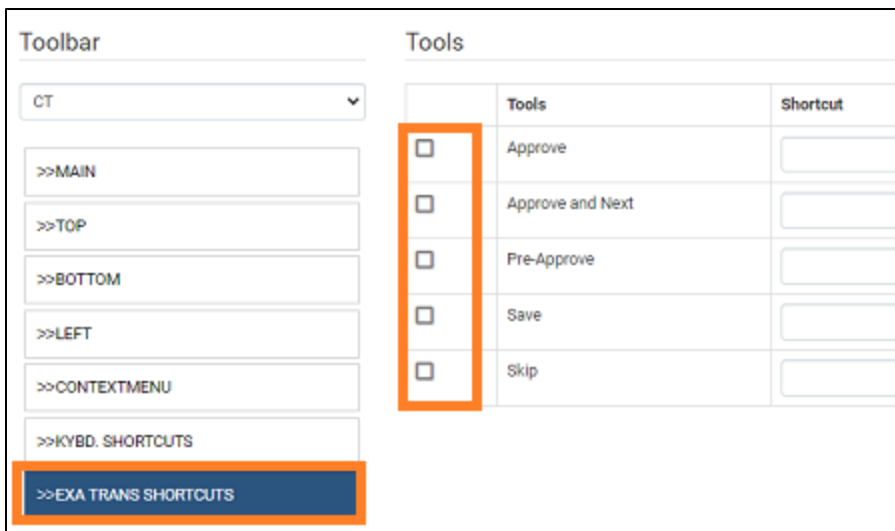 Toolbar
Tools
CT
>>MAIN
>>TOP
>>BOTTOM
>>LEFT
>>CONTEXTMENU
>>KYBD. SHORTCUTS
>>EXA TRANS SHORTCUTS
Tools Shortcut
Approve
Approve and Next
Pre-Approve
Save
Skip